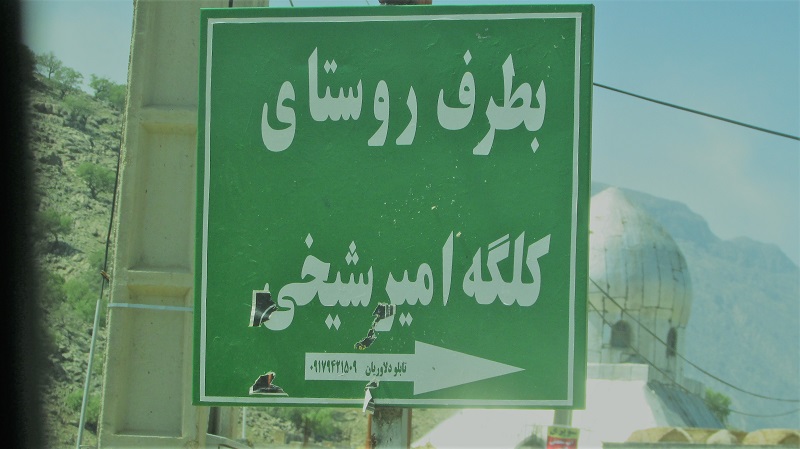 بطرف روستای
کلگه امیرشیخی
تابلو دلاوریان ۰۹۱۷۹۴۲۱۵۰۹